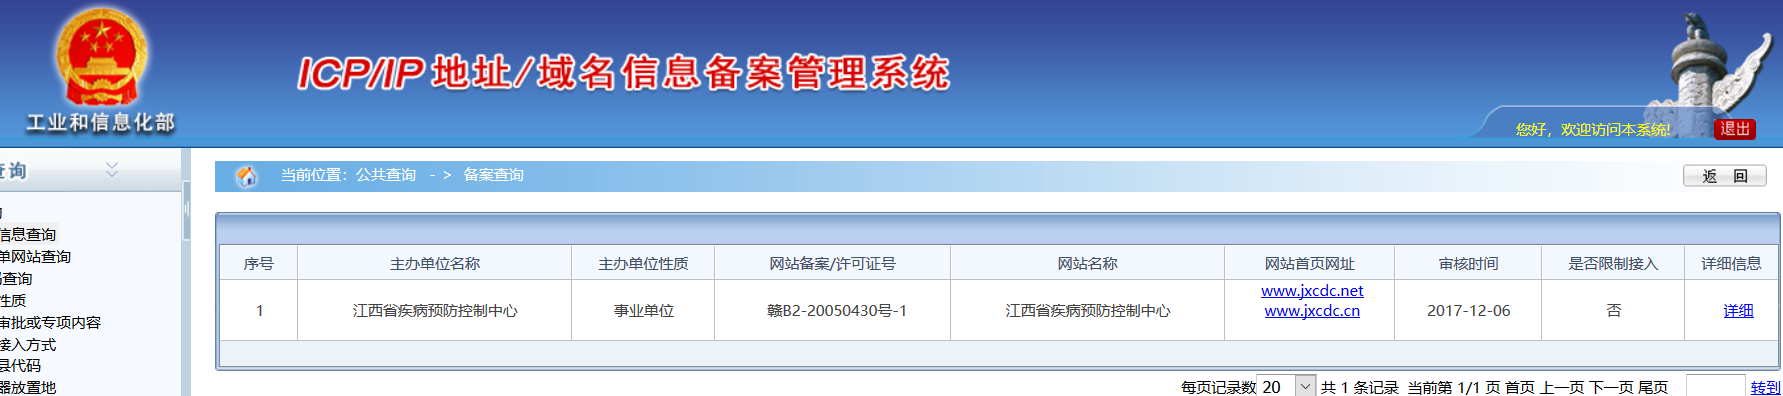 ICP/IP 地址/域名信息备案管理系统
工业和信息化部
您好，欢迎访问本系统!
退出
查询
当前位置：公共查询 -> 备案查询
返 回
信息查询
单网站查询
查询
性质
审批或专项内容
接入方式
县代码
器放置地
序号 主办单位名称 主办单位性质 网站备案/许可证号 网站名称 网站首页网址 审核时间 是否限制接入 详细信息
1 江西省疾病预防控制中心 事业单位 赣B2-20050430号-1 江西省疾病预防控制中心 www.jxcdc.net 2017-12-06 否 详细
www.jxcdc.cn
每页记录数 20 共 1 条记录 当前第 1/1 页 首页 上一页 下一页 尾页 转到